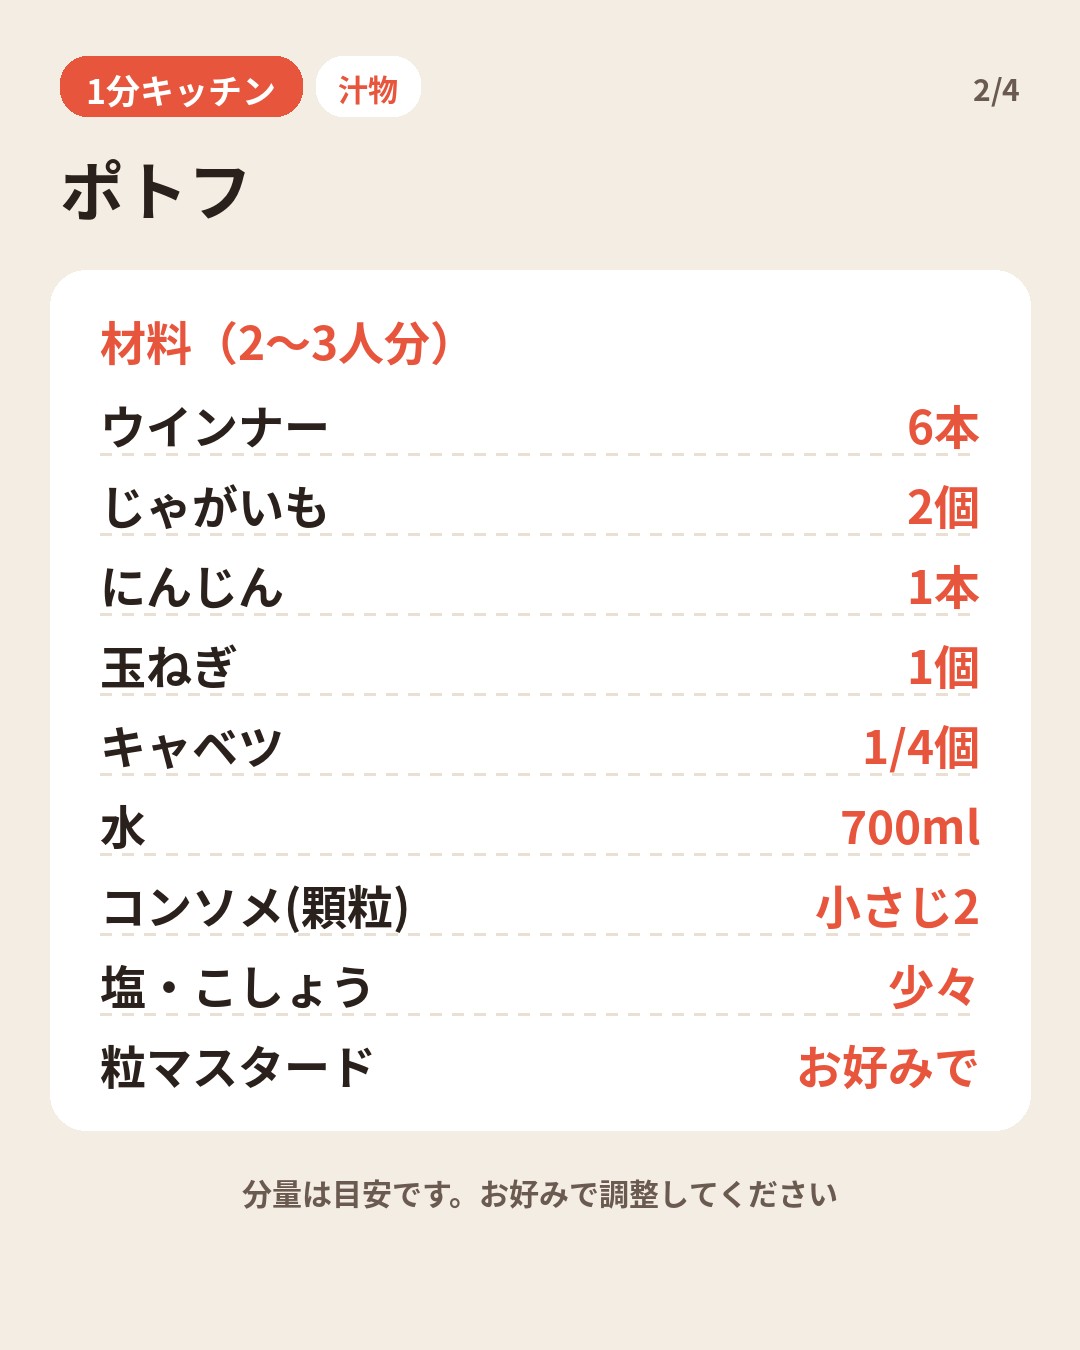 1分キッチン 汁物 2/4
ポトフ
材料（2〜3人分）
ウインナー 6本
じゃがいも 2個
にんじん 1本
玉ねぎ 1個
キャベツ 1/4個
水 700ml
コンソメ(顆粒) 小さじ2
塩・こしょう 少々
粒マスタード お好みで
分量は目安です。お好みで調整してください